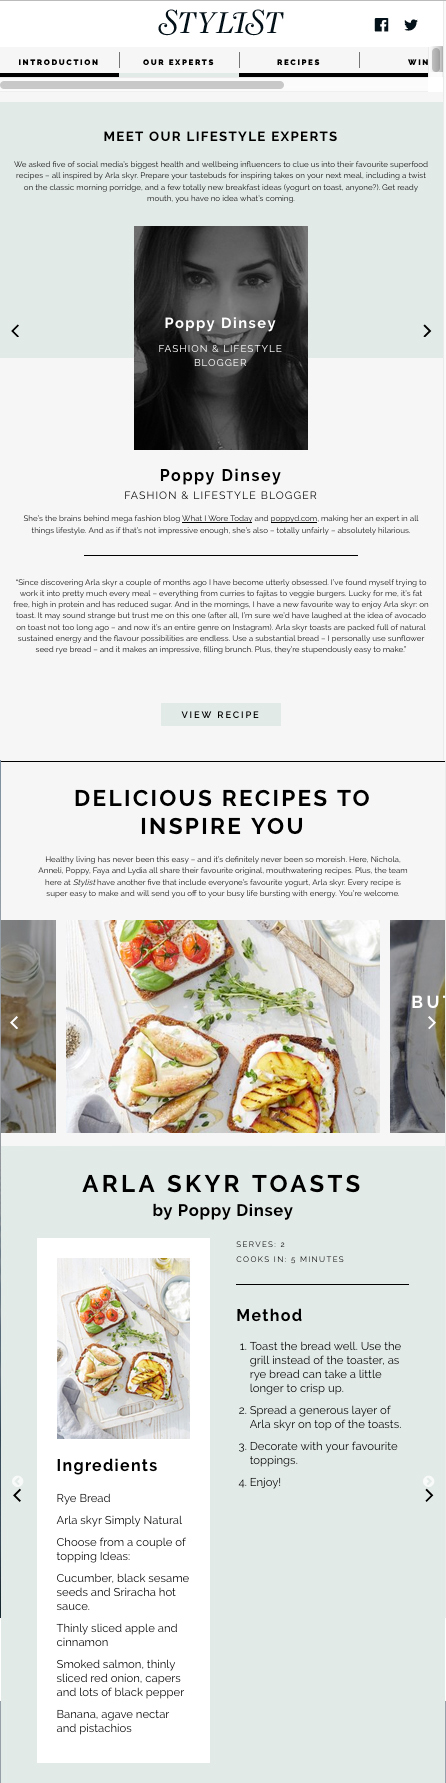 STYLIST
INTRODUCTION
OUR EXPERTS
RECIPES
WIN
MEET OUR LIFESTYLE EXPERTS
We asked five of social media's biggest health and wellbeing influencers to clue us into their favourite superfood
recipes – all inspired by Arla skyr. Prepare your tastebuds for inspiring takes on your next meal, including a twist
on the classic morning porridge, and a few totally new breakfast ideas (yogurt on toast, anyone?). Get ready
mouth, you have no idea what's coming.
Poppy Dinsey
FASHION & LIFESTYLE
BLOGGER
Poppy Dinsey
FASHION & LIFESTYLE BLOGGER
She's the brains behind mega fashion blog What I Wore Today and poppyd.com, making her an expert in all
things lifestyle. And as if that's not impressive enough, she's also – totally unfairly – absolutely hilarious.
"Since discovering Arla skyr a couple of months ago I have become utterly obsessed. I've found myself trying to
work it into pretty much every meal – everything from curries to fajitas to veggie burgers. Lucky for me, it's fat
free, high in protein and has reduced sugar. And in the mornings, I have a new favourite way to enjoy Arla skyr: on
toast. It may sound strange but trust me on this one (after all, I'm sure we'd have laughed at the idea of avocado
on toast not too long ago – and now it's an entire genre on Instagram). Arla skyr toasts are packed full of natural
sustained energy and the flavour possibilities are endless. Use a substantial bread – I personally use sunflower
seed rye bread – and it makes an impressive, filling brunch. Plus, they're stupendously easy to make."
VIEW RECIPE
DELICIOUS RECIPES TO
INSPIRE YOU
Healthy living has never been this easy – and it's definitely never been so moreish. Here, Nichola,
Anneli, Poppy, Faya and Lydia all share their favourite original, mouthwatering recipes. Plus, the team
here at Stylist have another five that include everyone's favourite yogurt, Arla skyr. Every recipe is
super easy to make and will send you off to your busy life bursting with energy. You're welcome.
BUT
ARLA SKYR TOASTS
by Poppy Dinsey
SERVES: 2
COOKS IN: 5 MINUTES
Method
1. Toast the bread well. Use the
grill instead of the toaster, as
rye bread can take a little
longer to crisp up.
2. Spread a generous layer of
Arla skyr on top of the toasts.
3. Decorate with your favourite
toppings.
4. Enjoy!
Ingredients
Rye Bread
Arla skyr Simply Natural
Choose from a couple of
topping Ideas:
Cucumber, black sesame
seeds and Sriracha hot
sauce.
Thinly sliced apple and
cinnamon
Smoked salmon, thinly
sliced red onion, capers
and lots of black pepper
Banana, agave nectar
and pistachios